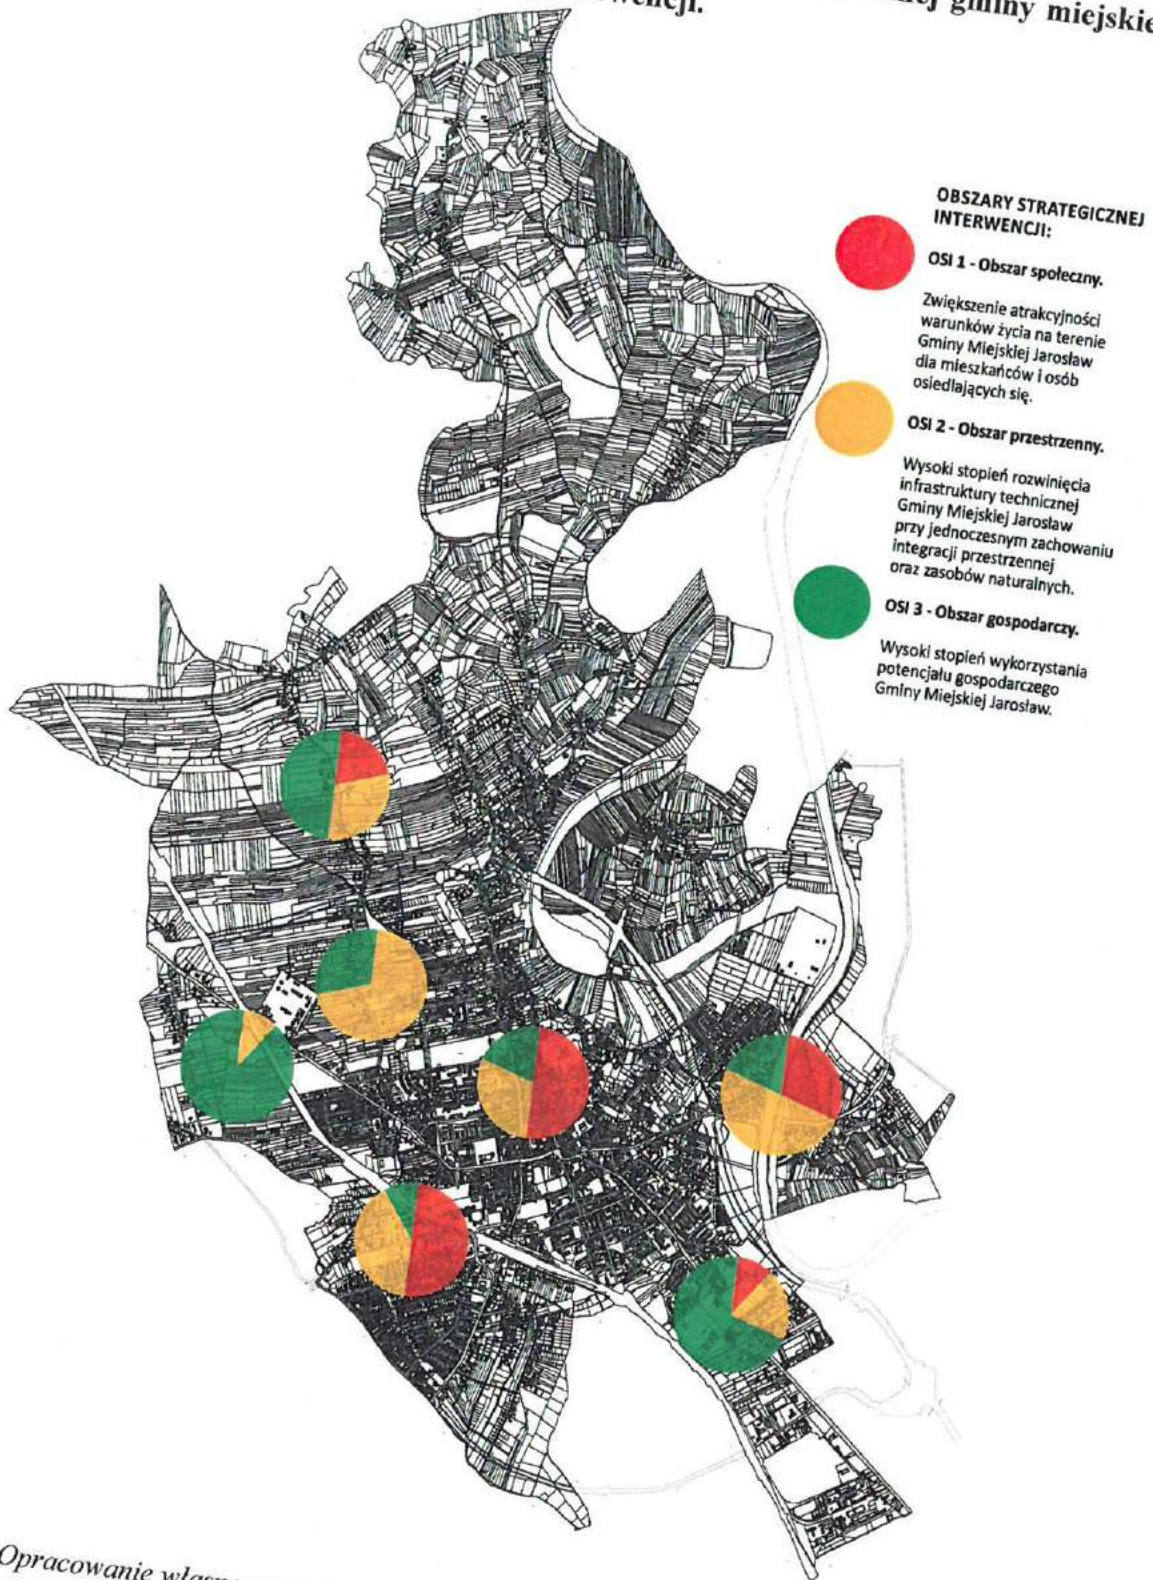 gminy miejskie
OBSZARY STRATEGICZNEJ
INTERWENCJI:
OSI 1 - Obszar społeczny.
Zwiększenie atrakcyjności
warunków życia na terenie
Gminy Miejskiej Jarosław
dla mieszkańców i osób
osiedlających się.
OSI 2 - Obszar przestrzenny.
Wysoki stopień rozwinięcia
infrastruktury technicznej
Gminy Miejskiej Jarosław
przy jednoczesnym zachowaniu
integracji przestrzennej
oraz zasobów naturalnych.
OSI 3 - Obszar gospodarczy.
Wysoki stopień wykorzystania
potencjału gospodarczego
Gminy Miejskiej Jarosław.
Opracowanie